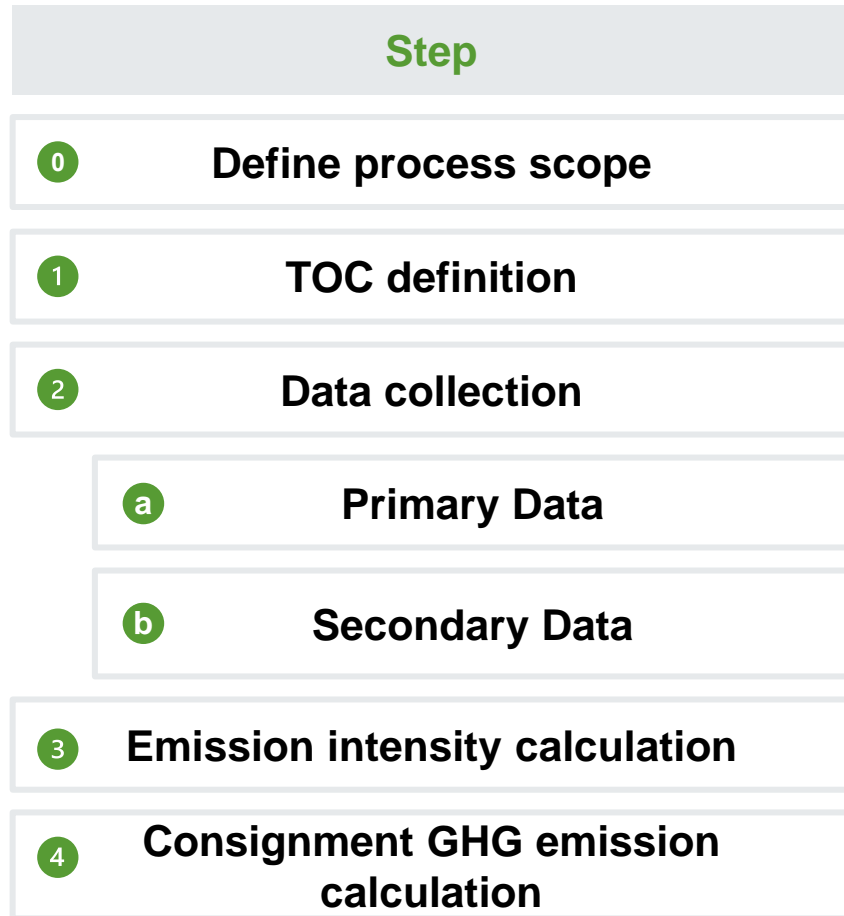 Step
0 Define process scope
1 TOC definition
2 Data collection
a Primary Data
b Secondary Data
3 Emission intensity calculation
4 Consignment GHG emission
calculation